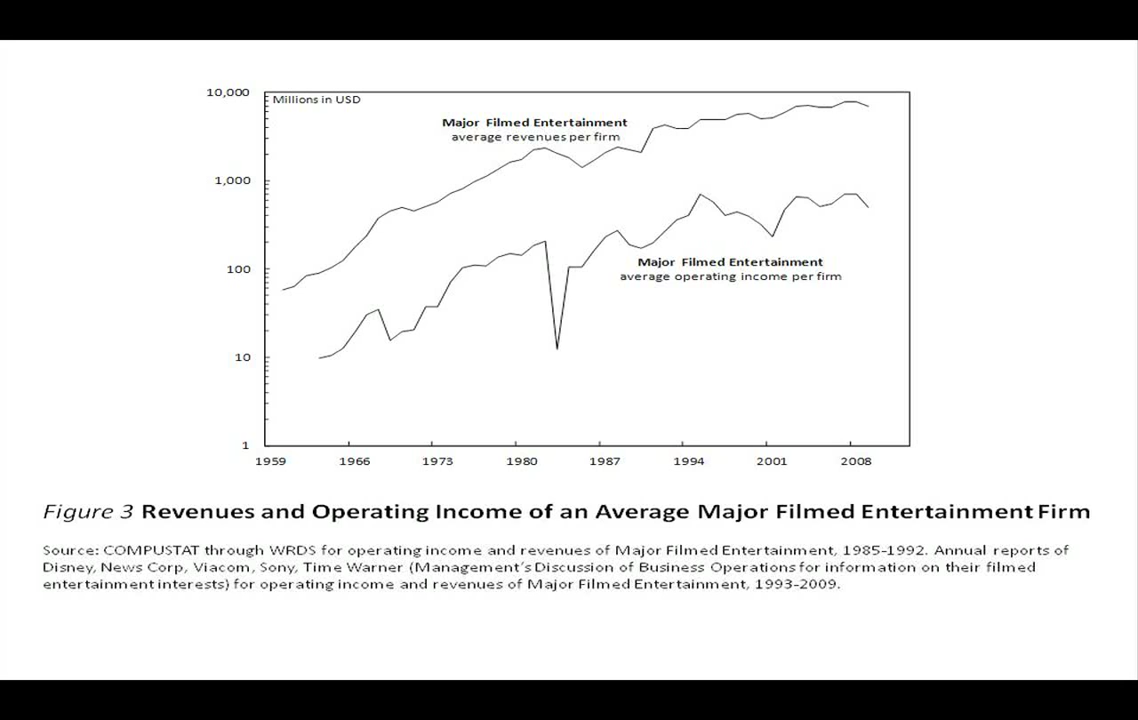 10,000
Millions in USD
Major Filmed Entertainment
average revenues per firm
1,000
Major Filmed Entertainment
average operating income per firm
100
10
1
1959 1966 1973 1980 1987 1994 2001 2008
Figure 3 Revenues and Operating Income of an Average Major Filmed Entertainment Firm
Source: COMPUSTAT through WRDS for operating income and revenues of Major Filmed Entertainment, 1985-1992. Annual reports of
Disney, News Corp, Viacom, Sony, Time Warner (Management's Discussion of Business Operations for information on their filmed
entertainment interests) for operating income and revenues of Major Filmed Entertainment, 1993-2009.